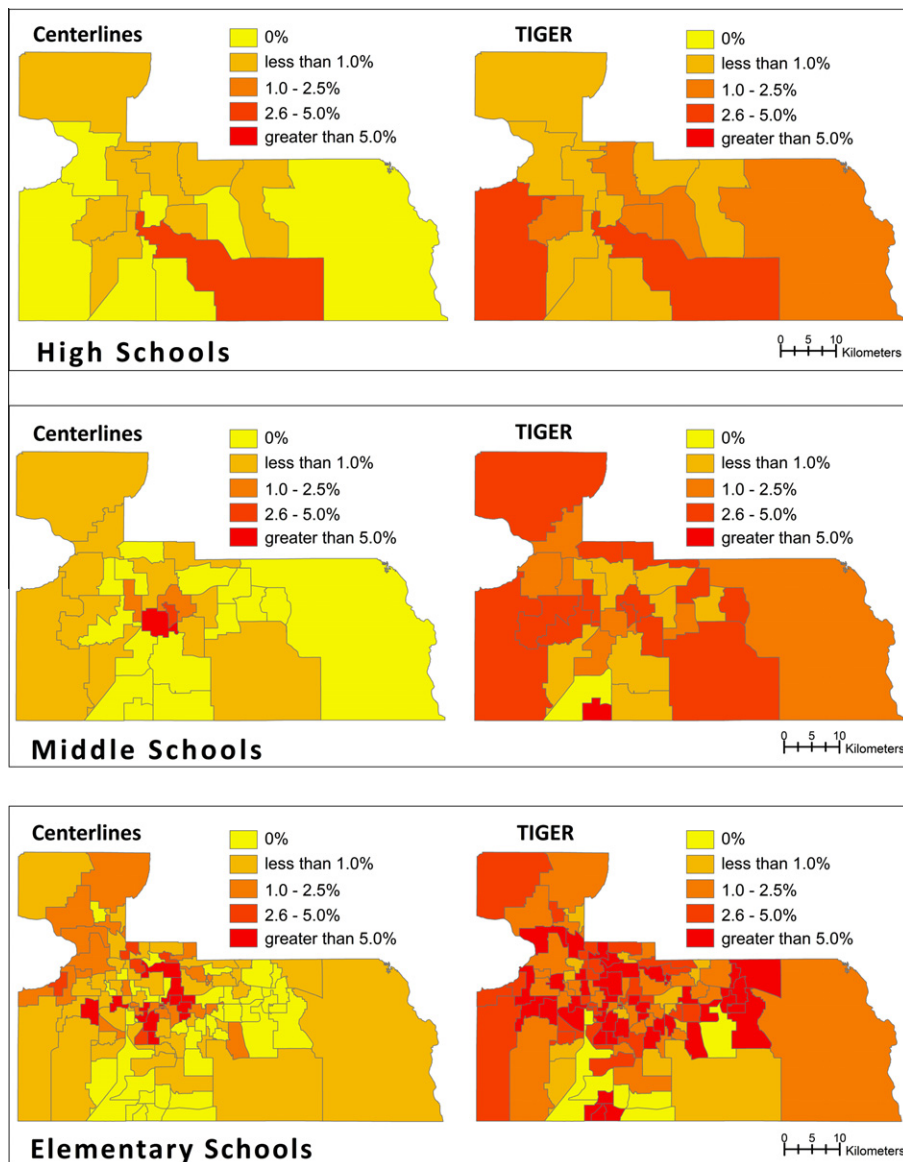 Centerlines
0%
less than 1.0%
1.0 - 2.5%
2.6 - 5.0%
greater than 5.0%
TIGER
0%
less than 1.0%
1.0 - 2.5%
2.6 - 5.0%
greater than 5.0%
High Schools
0 5 10
Kilometers
Centerlines
0%
less than 1.0%
1.0 - 2.5%
2.6 - 5.0%
greater than 5.0%
TIGER
0%
less than 1.0%
1.0 - 2.5%
2.6 - 5.0%
greater than 5.0%
Middle Schools
0 5 10
Kilometers
Centerlines
0%
less than 1.0%
1.0 - 2.5%
2.6 - 5.0%
greater than 5.0%
TIGER
0%
less than 1.0%
1.0 - 2.5%
2.6 - 5.0%
greater than 5.0%
Elementary Schools
0 5 10
Kilometers